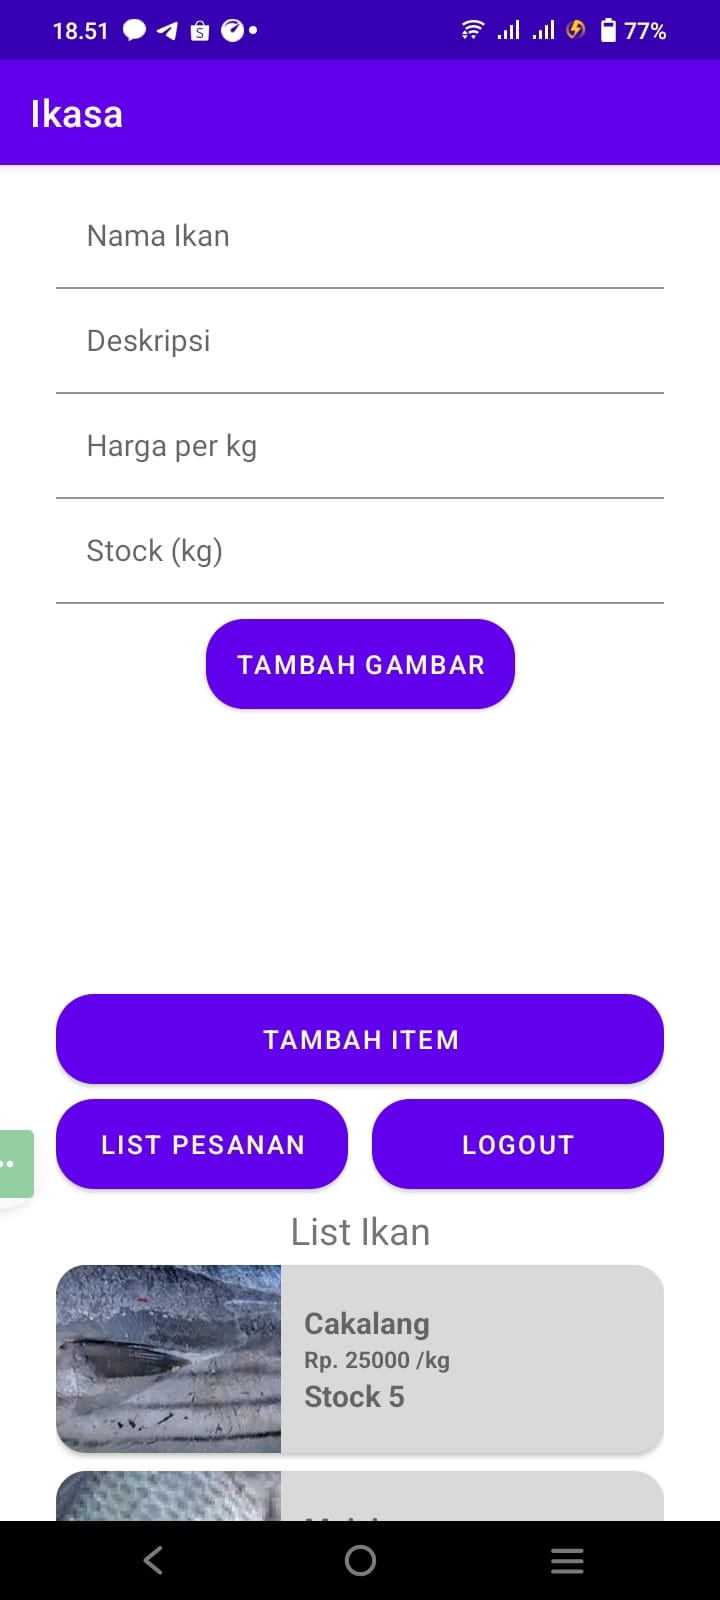 18.51
77%
Ikasa
Nama Ikan
Deskripsi
Harga per kg
Stock (kg)
TAMBAH GAMBAR
TAMBAH ITEM
LIST PESANAN
LOGOUT
List Ikan
Cakalang
Rp. 25000 /kg
Stock 5